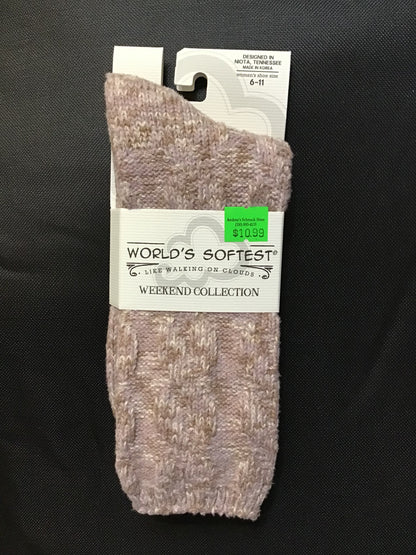 DESIGNED IN
NIOTA, TENNESSEE
MADE IN KOREA
women's shoe size
6-11
$10.99
WORLD'S SOFTEST®
• LIKE WALKING ON CLOUDS •
WEEKEND COLLECTION